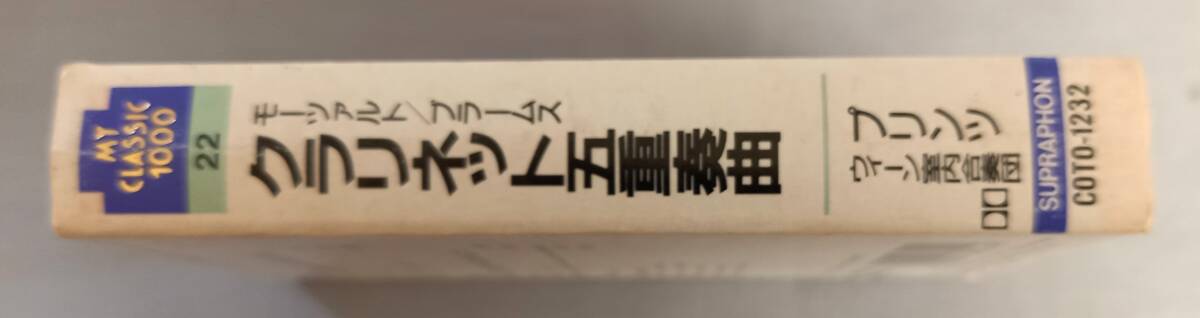 MY
CLASSIC
1000
22
モーツァルト／ブラームス
クラリネット五重奏曲
プリンツ
ウィーン室内合奏団
SUPRAPHON
COTO-1232